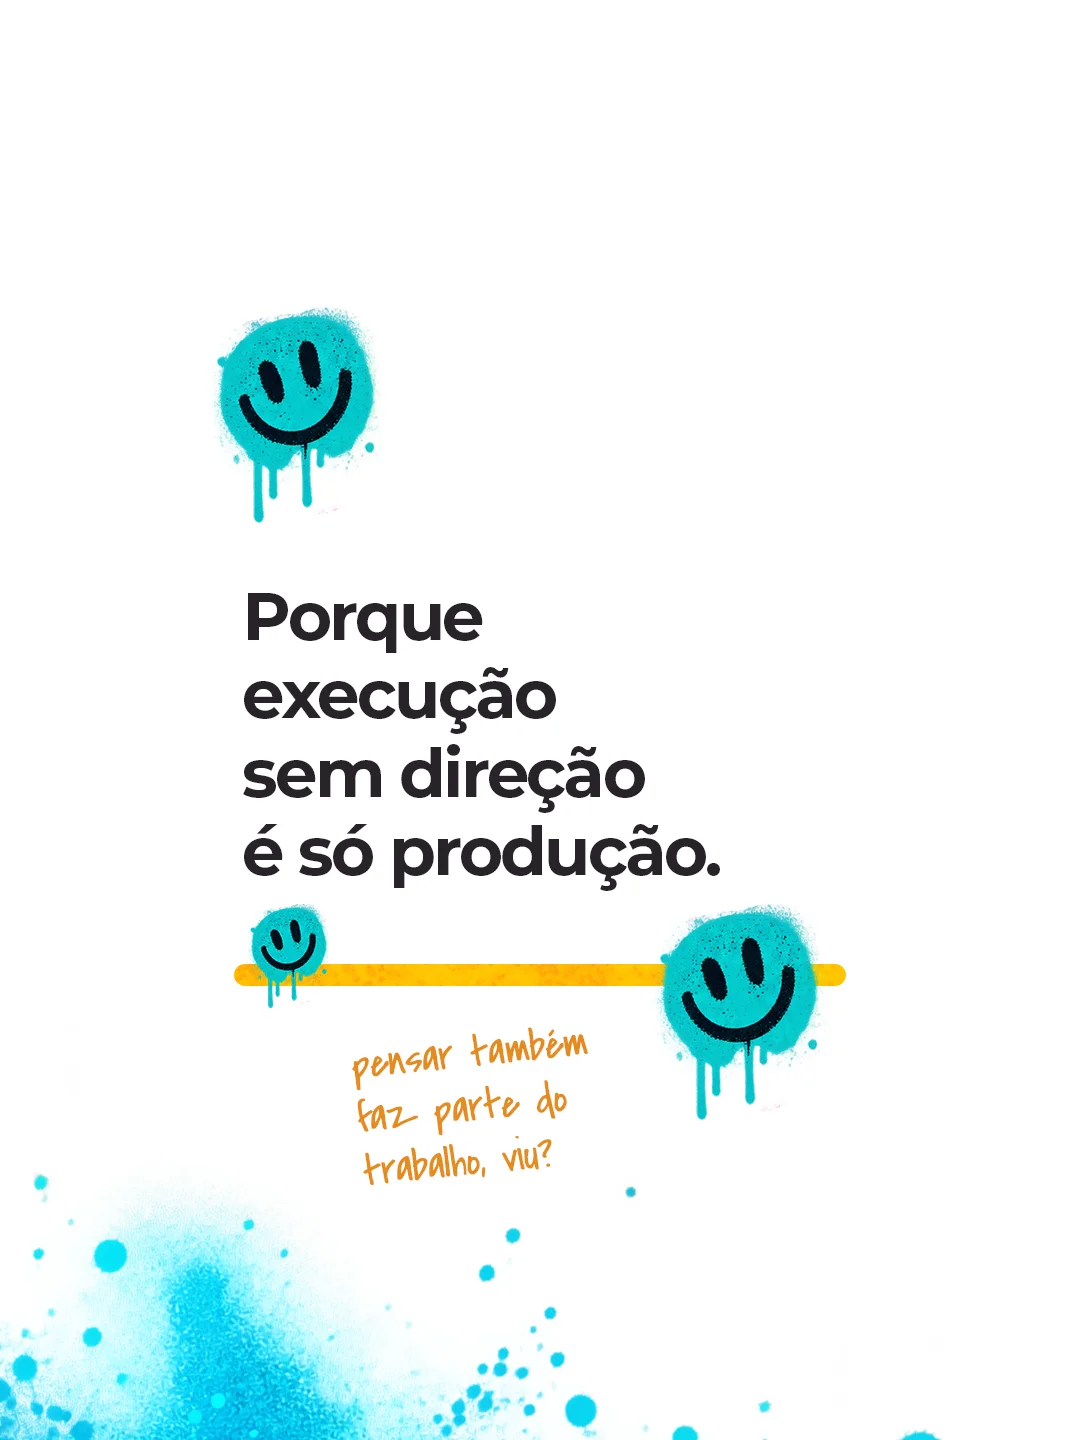 Porque
execução
sem direção
é só produção.
pensar também
faz parte do
trabalho, viu?